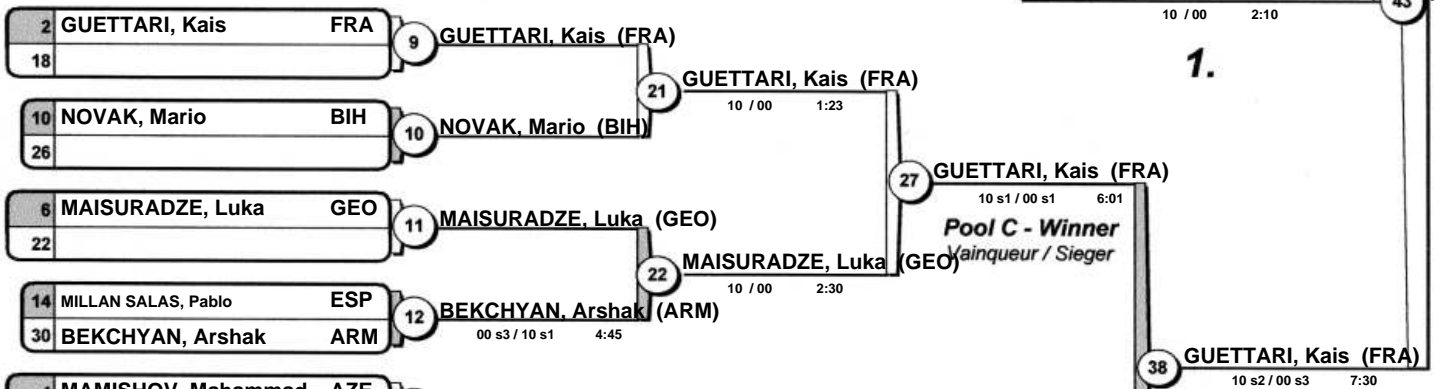 43
10 / 00 2:10
1.
2 GUETTARI, Kais FRA
18
9
GUETTARI, Kais (FRA)
21
GUETTARI, Kais (FRA)
10 / 00 1:23
10 NOVAK, Mario BIH
26
10
NOVAK, Mario (BIH)
27
GUETTARI, Kais (FRA)
10 s1 / 00 s1 6:01
Pool C - Winner
Vainqueur / Sieger
6 MAISURADZE, Luka GEO
22
11
MAISURADZE, Luka (GEO)
22
MAISURADZE, Luka (GEO)
10 / 00 2:30
14 MILLAN SALAS, Pablo ESP
30 BEKCHYAN, Arshak ARM
12
BEKCHYAN, Arshak (ARM)
00 s3 / 10 s1 4:45
38
GUETTARI, Kais (FRA)
10 s2 / 00 s3 7:30
MAMISHOV, Mahammad AZE